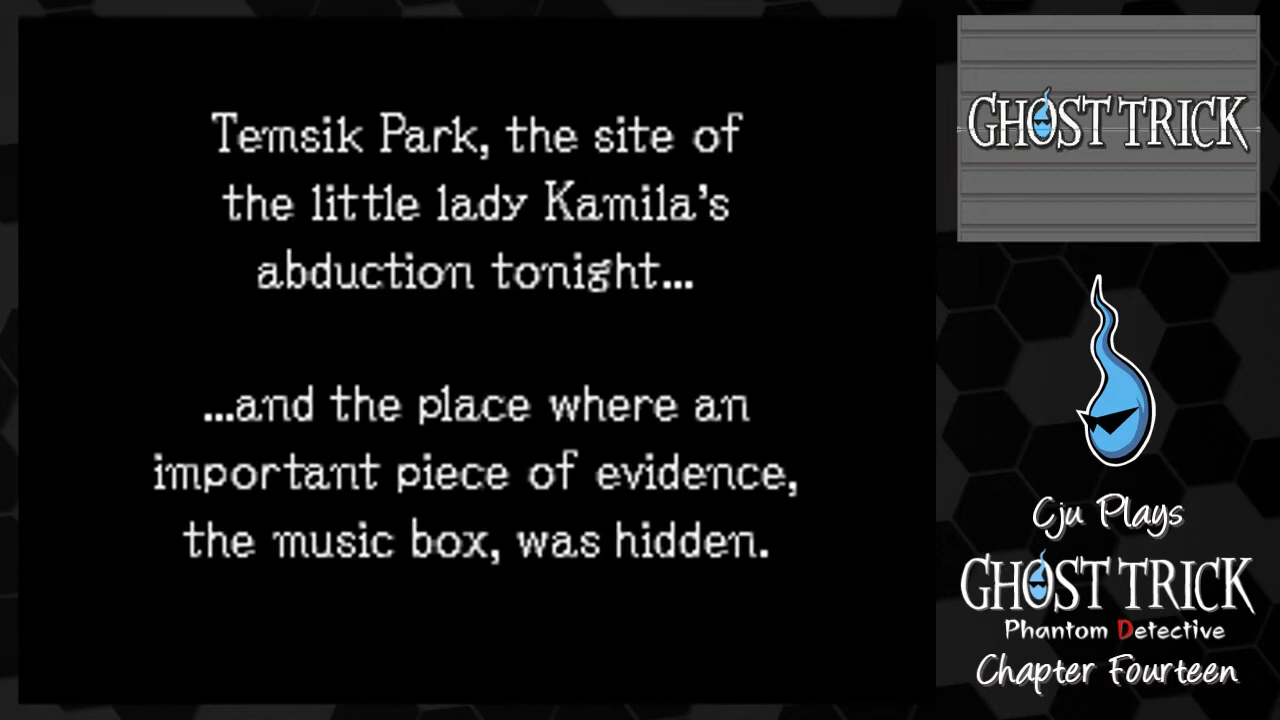 Temsik Park, the site of
the little lady Kamila's
abduction tonight...
...and the place where an
important piece of evidence,
the music box, was hidden.
GHOST TRICK
Cju Plays
GHOST TRICK
Phantom Detective
Chapter Fourteen